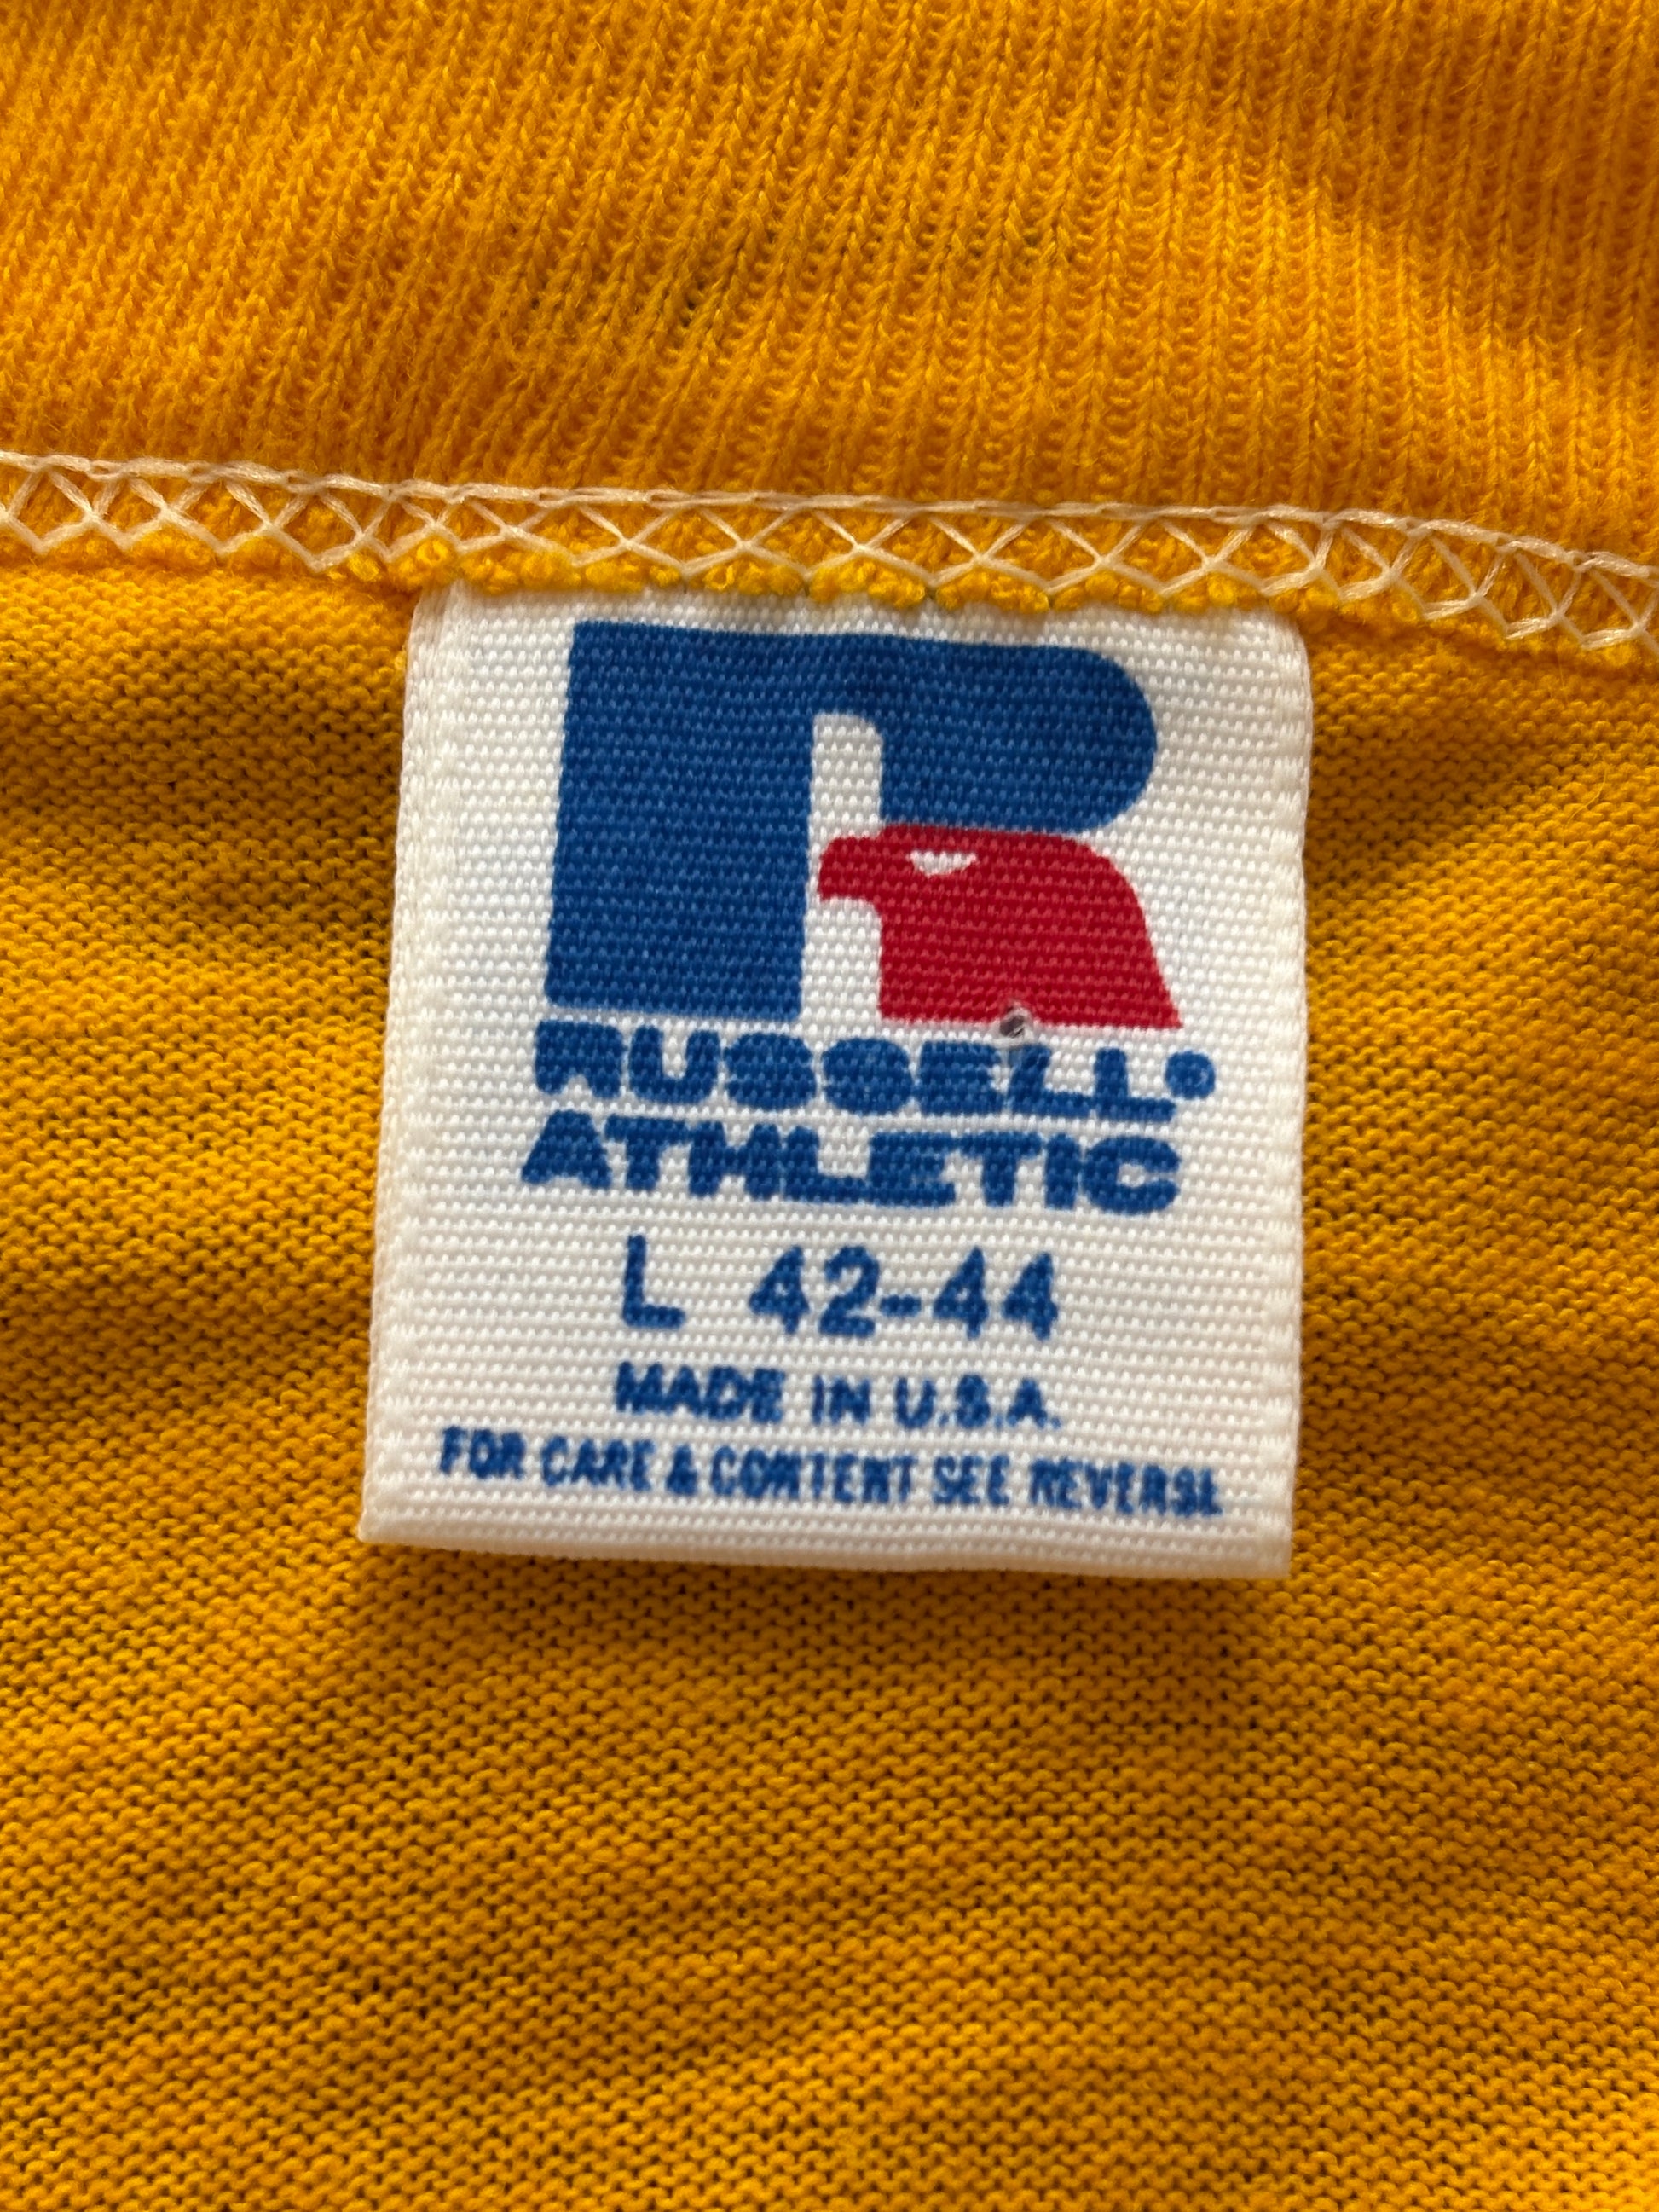 R
RUSSELL®
ATHLETIC
L 42-44
MADE IN U.S.A.
FOR CARE & CONTENT SEE REVERSE